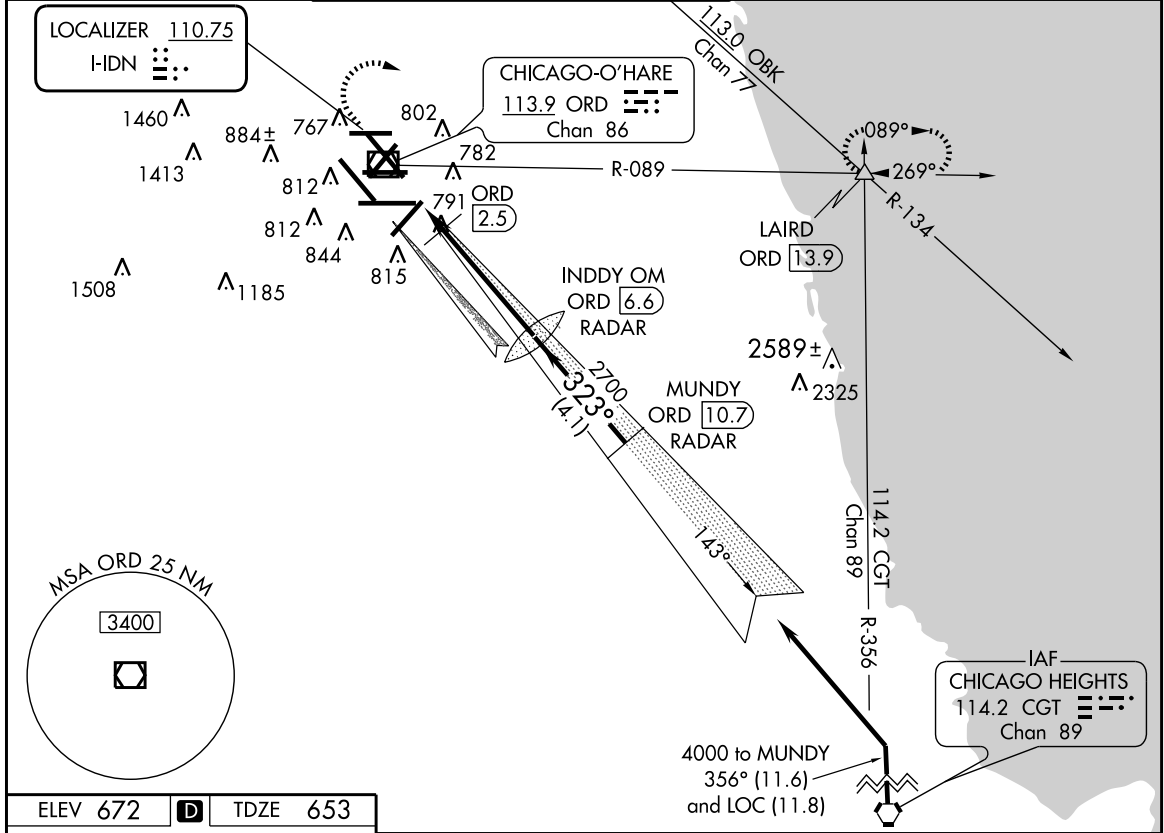 LOCALIZER 110.75
I-IDN
113.0 OBK
Chan 77
CHICAGO-O'HARE
113.9 ORD
Chan 86
1460
884±
767
802
1413
812
782
R-089
089°
269°
R-134
812
844
815
791
ORD
2.5
LAIRD
ORD 13.9
1508
1185
INDDY OM
ORD 6.6
RADAR
2589±
2325
2700
323°
(4.1)
MUNDY
ORD 10.7
RADAR
114.2 CGT
Chan 89
143°
R-356
MSA ORD 25 NM
3400
IAF
CHICAGO HEIGHTS
114.2 CGT
Chan 89
4000 to MUNDY
356° (11.6)
and LOC (11.8)
ELEV 672 D TDZE 653